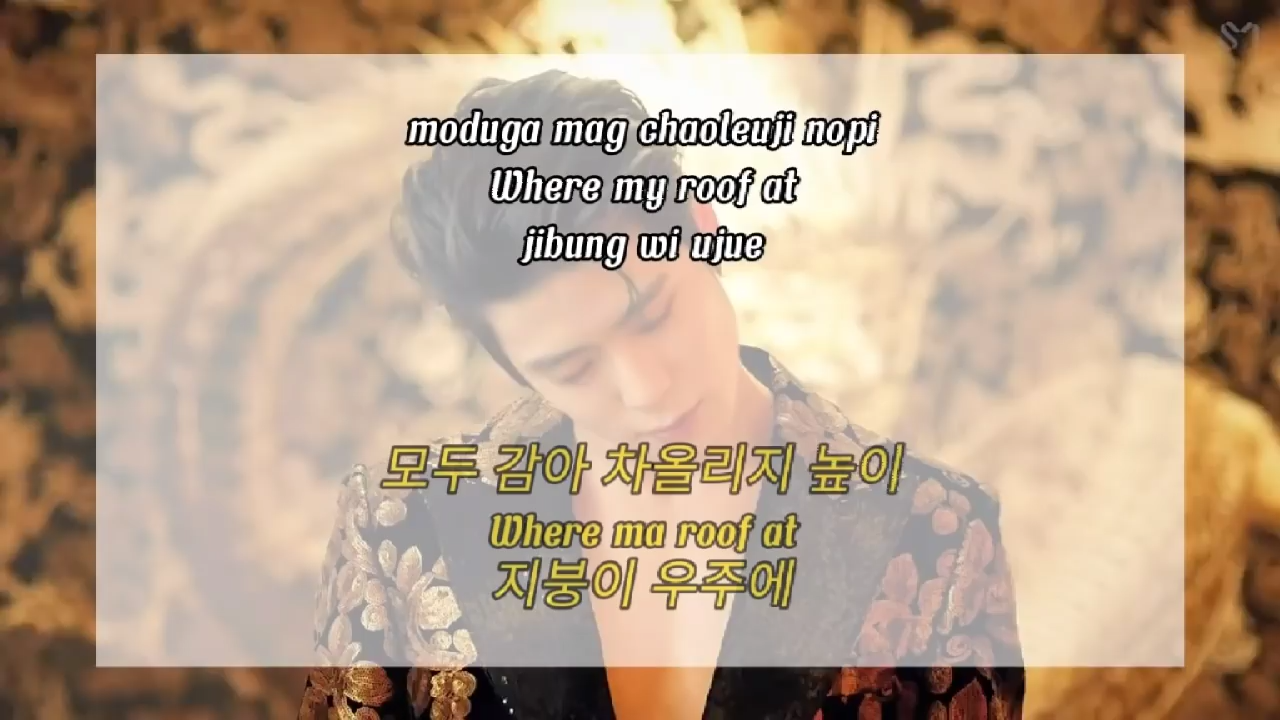 moduga mag chaoleuji nopi
Where my roof at
jibung wi ujue
모두 감아 차올리지 높이
Where ma roof at
지붕이 우주에